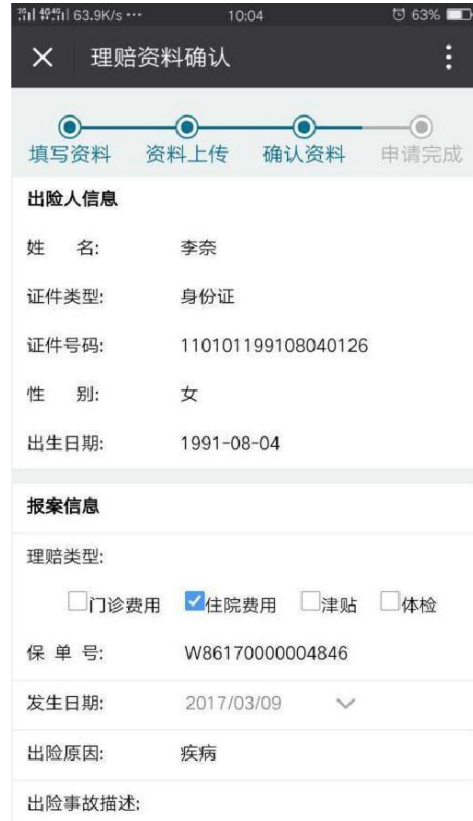 63.9K/s ··· 10:04 63%
理赔资料确认
填写资料 资料上传 确认资料 申请完成
出险人信息
姓 名: 李奈
证件类型: 身份证
证件号码: 110101199108040126
性 别: 女
出生日期: 1991-08-04
报案信息
理赔类型:
门诊费用 住院费用 津贴 体检
保 单 号: W86170000004846
发生日期: 2017/03/09
出险原因: 疾病
出险事故描述: